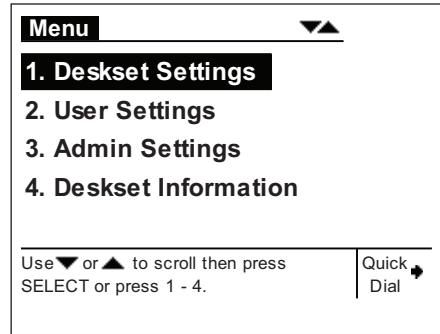 Menu ▼▲
1. Deskset Settings
2. User Settings
3. Admin Settings
4. Deskset Information
Use ▼ or ▲ to scroll then press
SELECT or press 1 - 4.
Quick
Dial